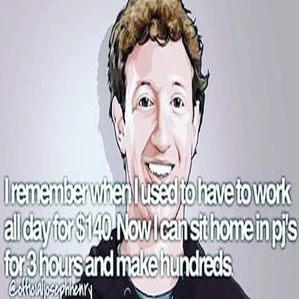 I remember when I used to have to work
all day for $140. Now I can sit home in pj's
for 3 hours and make hundreds.
@officialjosephhenry